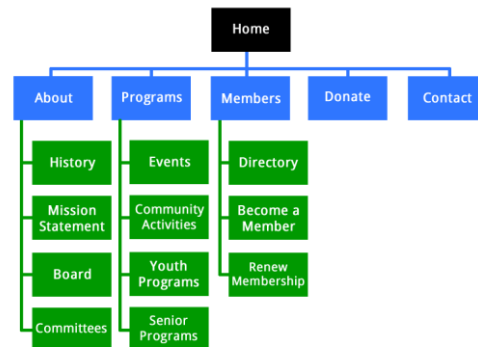 Home
About
Programs
Members
Donate
Contact
History
Mission
Statement
Board
Committees
Events
Community
Activities
Youth
Programs
Senior
Programs
Directory
Become a
Member
Renew
Membership